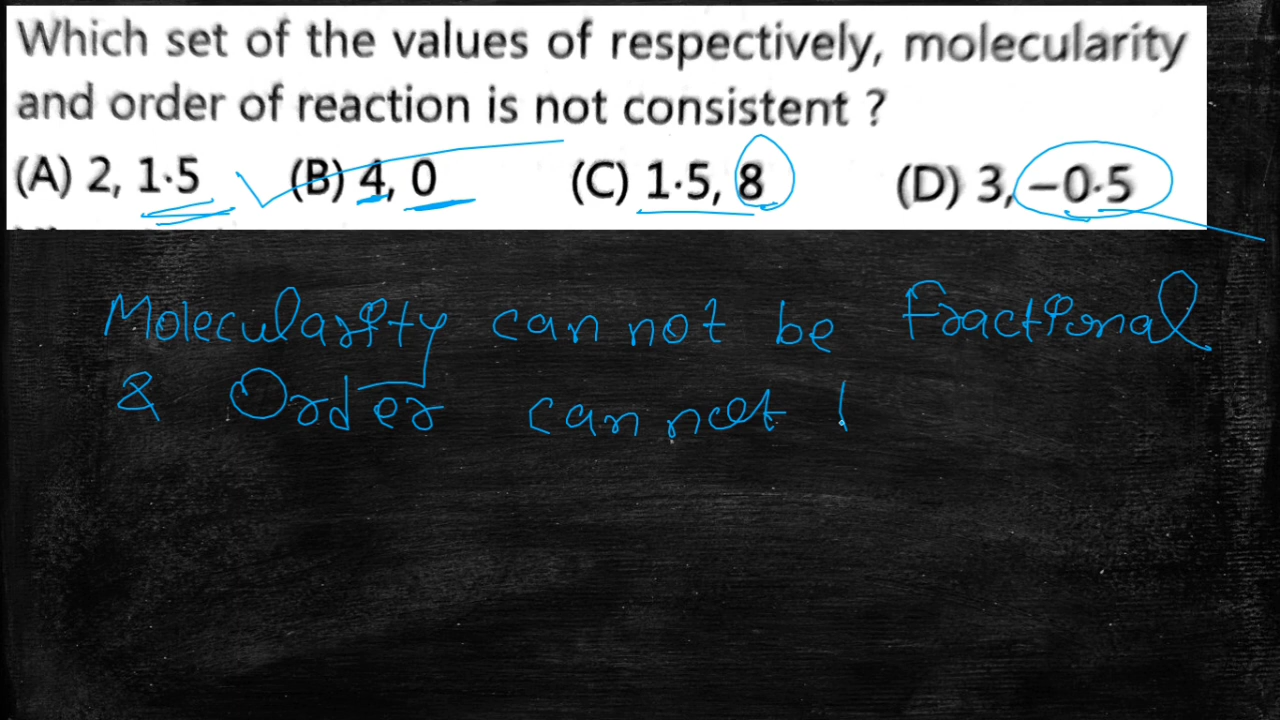 Which set of the values of respectively, molecularity
and order of reaction is not consistent ?
(A) 2, 1·5 (B) 4, 0 (C) 1·5, 8 (D) 3, –0·5
Molecularity can not be fractional
& Order can not !